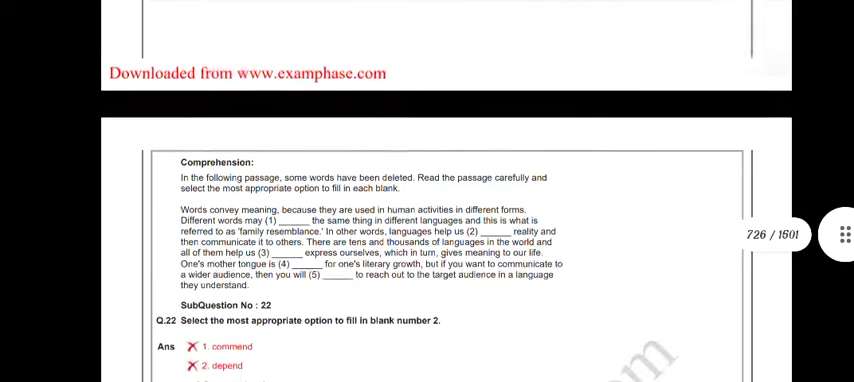 Downloaded from www.examphase.com
Comprehension:
In the following passage, some words have been deleted. Read the passage carefully and
select the most appropriate option to fill in each blank.
Words convey meaning, because they are used in human activities in different forms.
Different words may (1) ______ the same thing in different languages and this is what is
referred to as 'family resemblance.' In other words, languages help us (2) ______ reality and
then communicate it to others. There are tens and thousands of languages in the world and
all of them help us (3) ______ express ourselves, which in turn, gives meaning to our life.
One's mother tongue is (4) ______ for one's literary growth, but if you want to communicate to
a wider audience, then you will (5) ______ to reach out to the target audience in a language
they understand.
726 / 1501
SubQuestion No : 22
Q.22 Select the most appropriate option to fill in blank number 2.
Ans 1. commend
2. depend